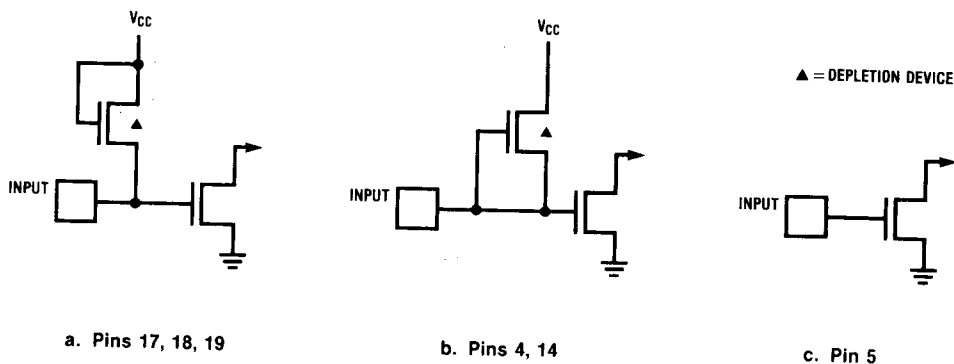 VCC
INPUT
a. Pins 17, 18, 19
VCC
INPUT
b. Pins 4, 14
▲ = DEPLETION DEVICE
INPUT
c. Pin 5